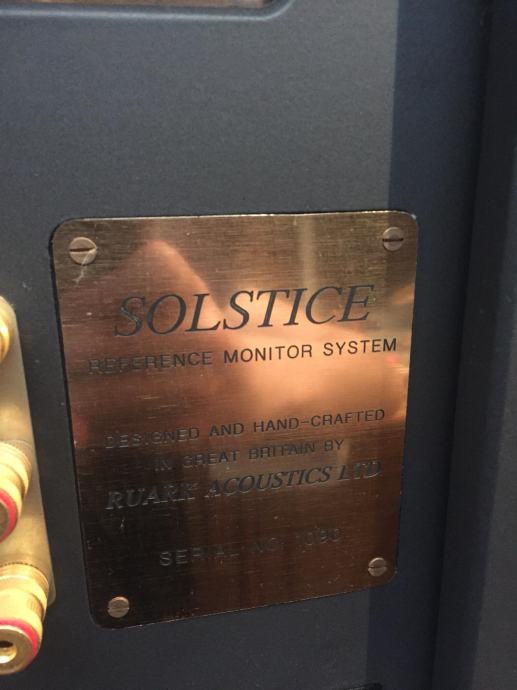 SOLSTICE
REFERENCE MONITOR SYSTEM
DESIGNED AND HAND-CRAFTED
IN GREAT BRITAIN BY
RUARK ACOUSTICS LTD
SERIAL NO